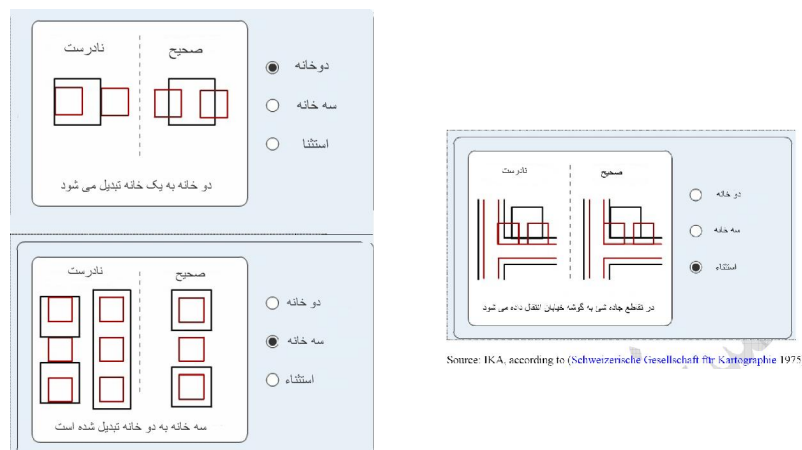 نادرست
صحیح
دوخانه
سه خانه
استثنا
دو خانه به یک خانه تبدیل می شود
نادرست
صحیح
دو خانه
سه خانه
استثناء
سه خانه به دو خانه تبدیل شده است
نادرست
صحیح
دو خانه
سه خانه
استثناء
در تقطع جاده شئ به گوشه خیابان انتقال داده می شود
Source: IKA, according to (Schweizerische Gesellschaft für Kartographie 1975